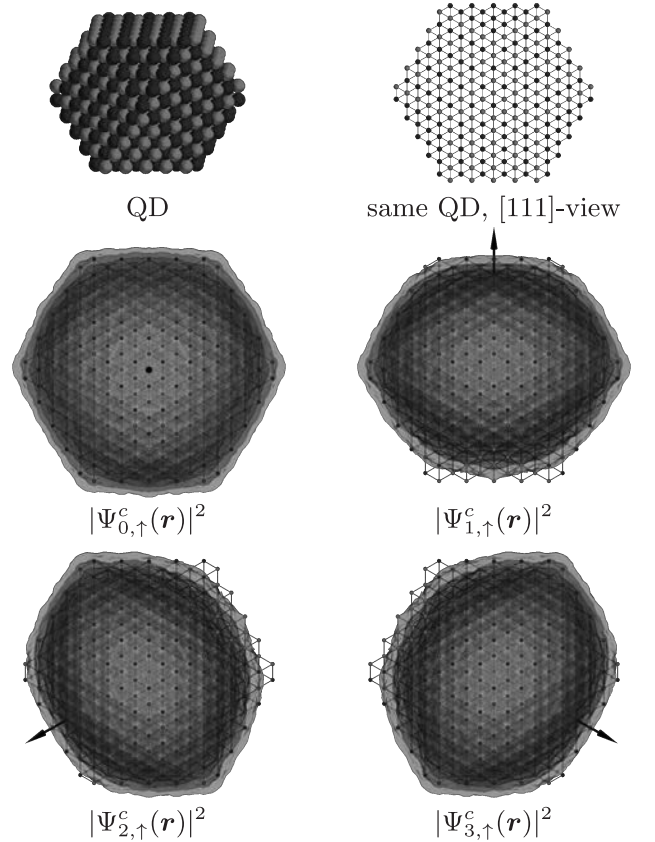 QD
same QD, [111]-view
|Ψ^c_{0,↑}(r)|²
|Ψ^c_{1,↑}(r)|²
|Ψ^c_{2,↑}(r)|²
|Ψ^c_{3,↑}(r)|²